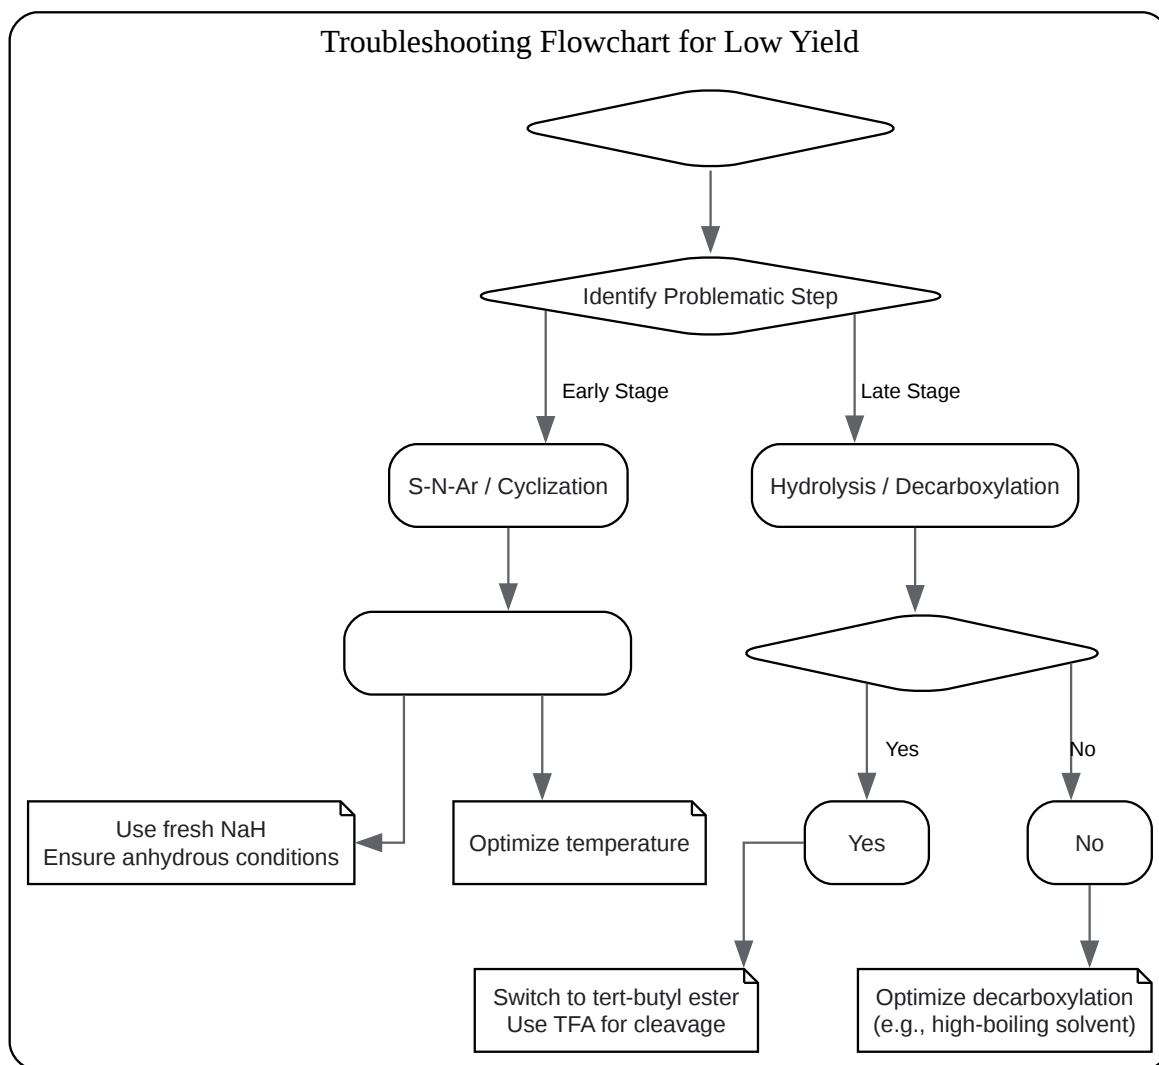 Troubleshooting Flowchart for Low Yield
Identify Problematic Step
Early Stage
Late Stage
S-N-Ar / Cyclization
Hydrolysis / Decarboxylation
Yes
No
Use fresh NaH
Ensure anhydrous conditions
Optimize temperature
Yes
No
Switch to tert-butyl ester
Use TFA for cleavage
Optimize decarboxylation
(e.g., high-boiling solvent)